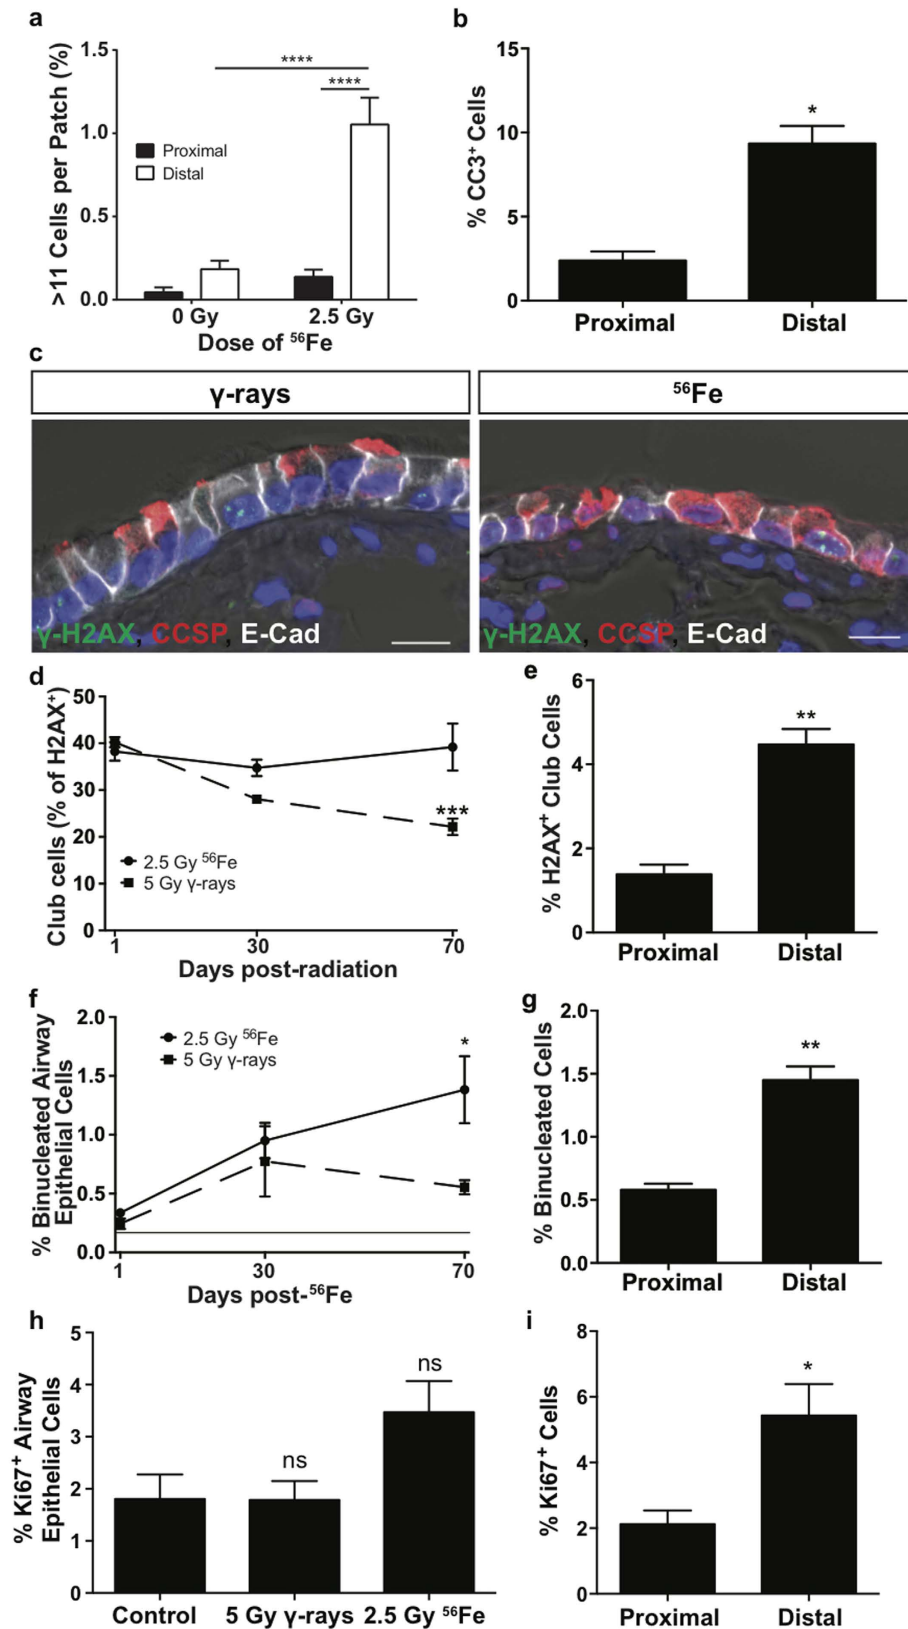 a
>11 Cells per Patch (%)
1.5
1.0
0.5
0.0
****
****
Proximal
Distal
0 Gy
2.5 Gy
Dose of ⁵⁶Fe
b
% CC3⁺ Cells
15
10
5
0
*
Proximal
Distal
c
γ-rays
⁵⁶Fe
γ-H2AX, CCSP, E-Cad
γ-H2AX, CCSP, E-Cad
d
Club cells (% of H2AX⁺)
50
40
30
20
10
0
***
2.5 Gy ⁵⁶Fe
5 Gy γ-rays
1
30
70
Days post-radiation
e
% H2AX⁺ Club Cells
6
4
2
0
**
Proximal
Distal
f
% Binucleated Airway
Epithelial Cells
2.0
1.5
1.0
0.5
0.0
2.5 Gy ⁵⁶Fe
5 Gy γ-rays
*
1
30
70
Days post-⁵⁶Fe
g
% Binucleated Cells
2.0
1.5
1.0
0.5
0.0
**
Proximal
Distal
h
% Ki67⁺ Airway
Epithelial Cells
5
4
3
2
1
0
ns
ns
Control
5 Gy γ-rays
2.5 Gy ⁵⁶Fe
i
% Ki67⁺ Cells
8
6
4
2
0
*
Proximal
Distal